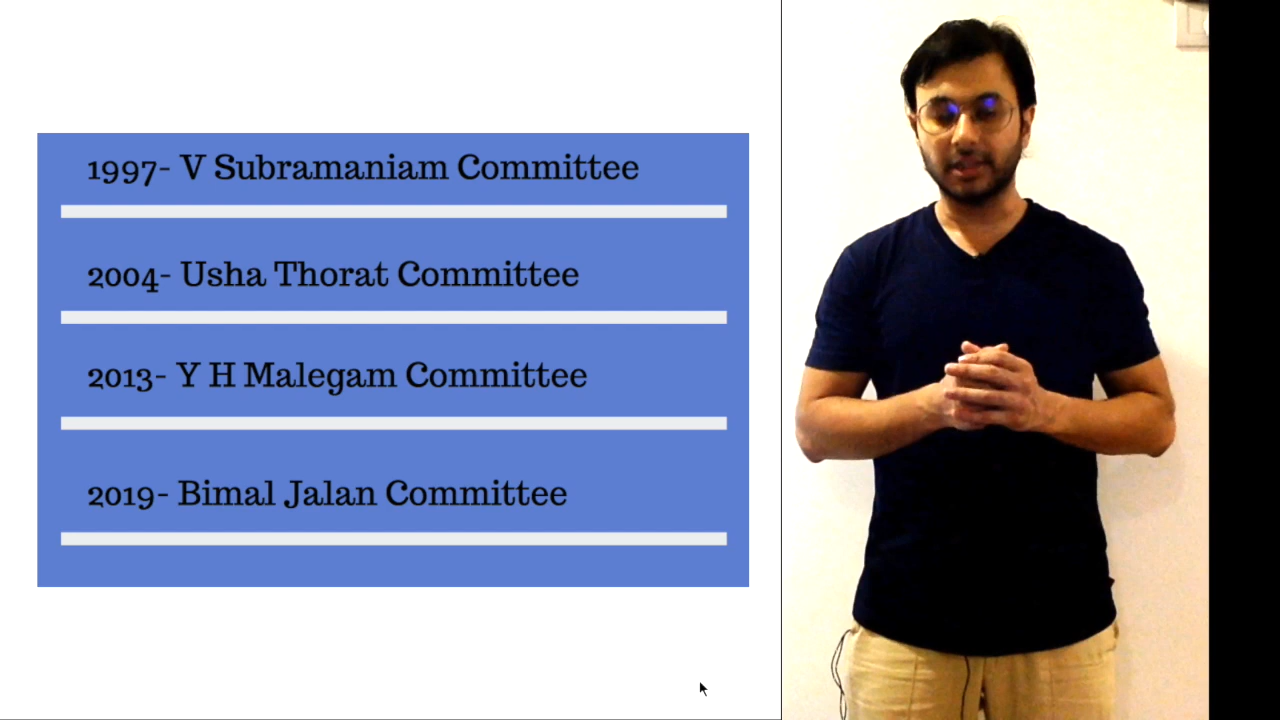 1997- V Subramaniam Committee
2004- Usha Thorat Committee
2013- Y H Malegam Committee
2019- Bimal Jalan Committee